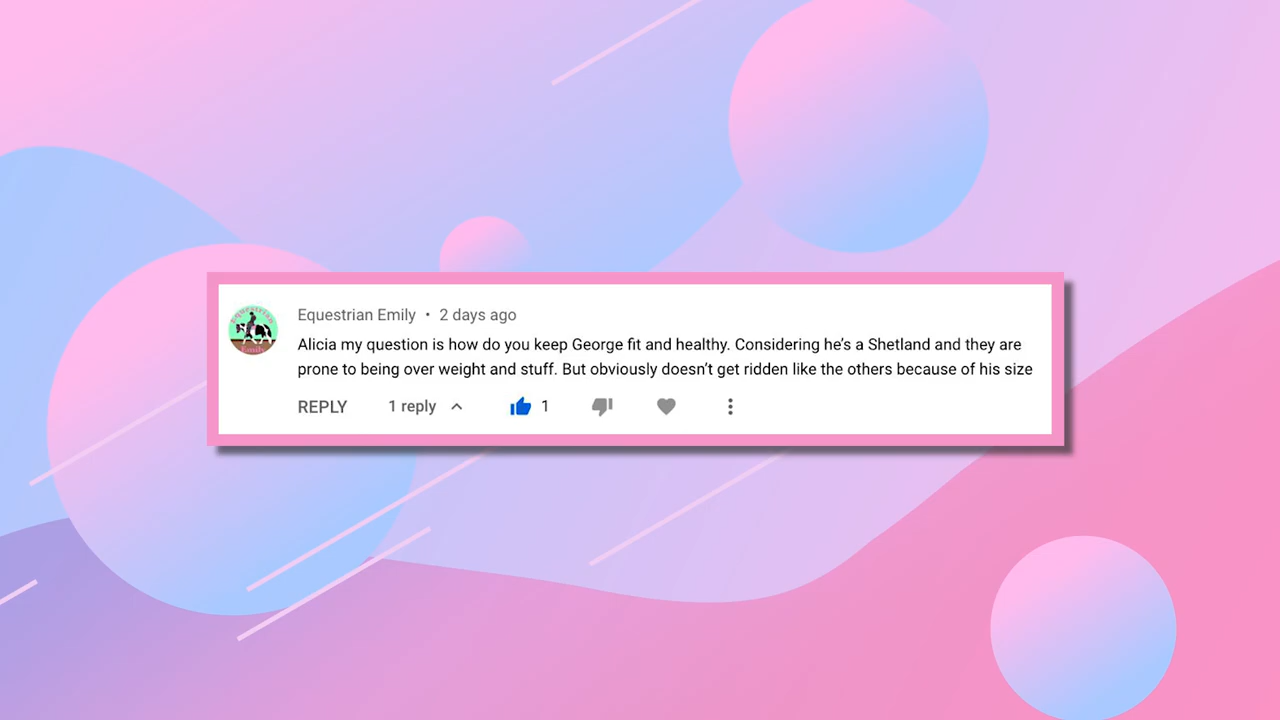 Equestrian Emily
Equestrian Emily • 2 days ago
Alicia my question is how do you keep George fit and healthy. Considering he’s a Shetland and they are
prone to being over weight and stuff. But obviously doesn’t get ridden like the others because of his size
REPLY 1 reply 1